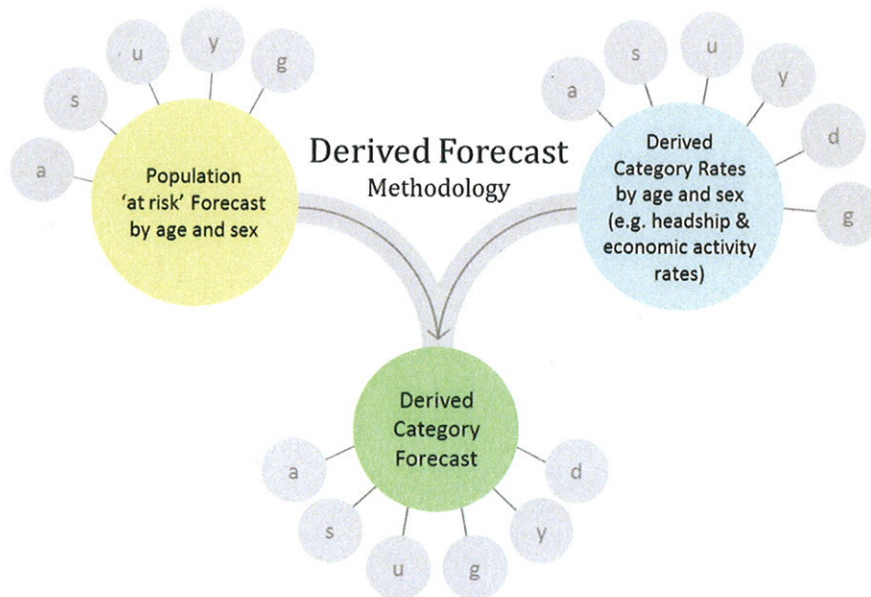 a
s
u
y
g
Population
'at risk' Forecast
by age and sex
Derived Forecast
Methodology
a
s
u
y
d
g
Derived
Category Rates
by age and sex
(e.g. headship &
economic activity
rates)
Derived
Category
Forecast
a
s
u
g
y
d